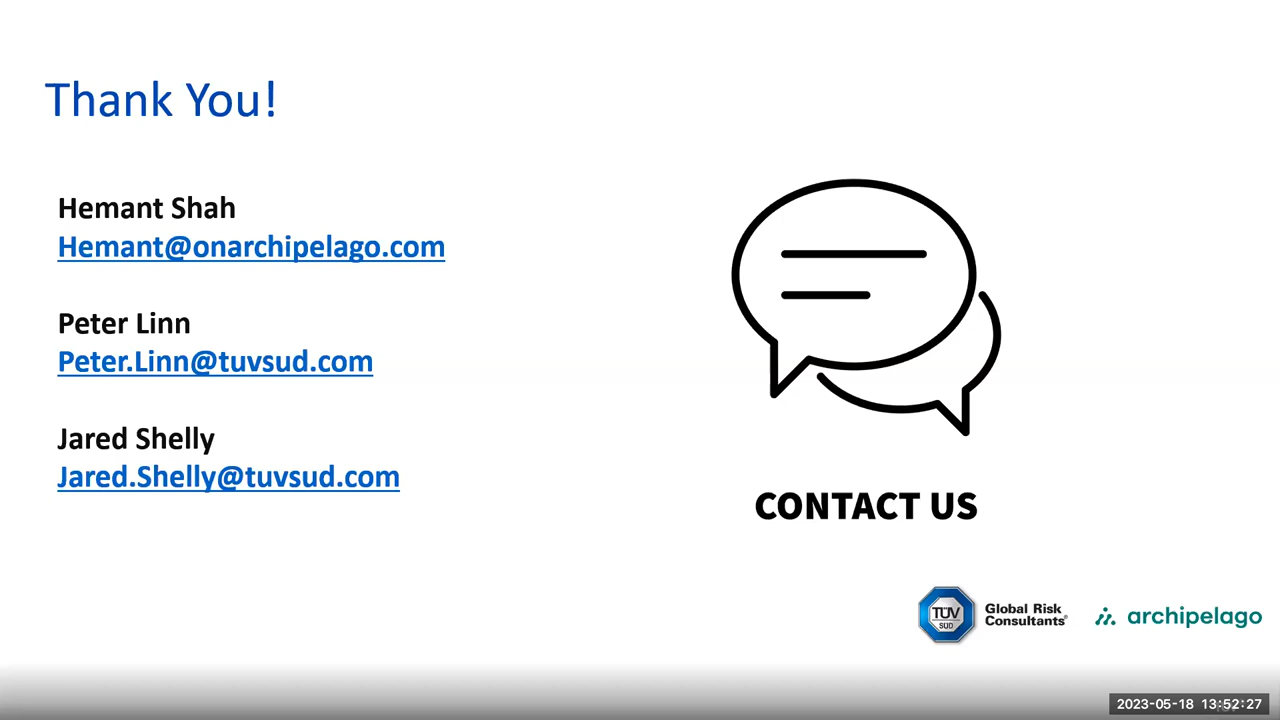 Thank You!
Hemant Shah
Hemant@onarchipelago.com
Peter Linn
Peter.Linn@tuvsud.com
Jared Shelly
Jared.Shelly@tuvsud.com
CONTACT US
TÜV
SUD
Global Risk
Consultants®
archipelago
2023-05-18 13:52:27